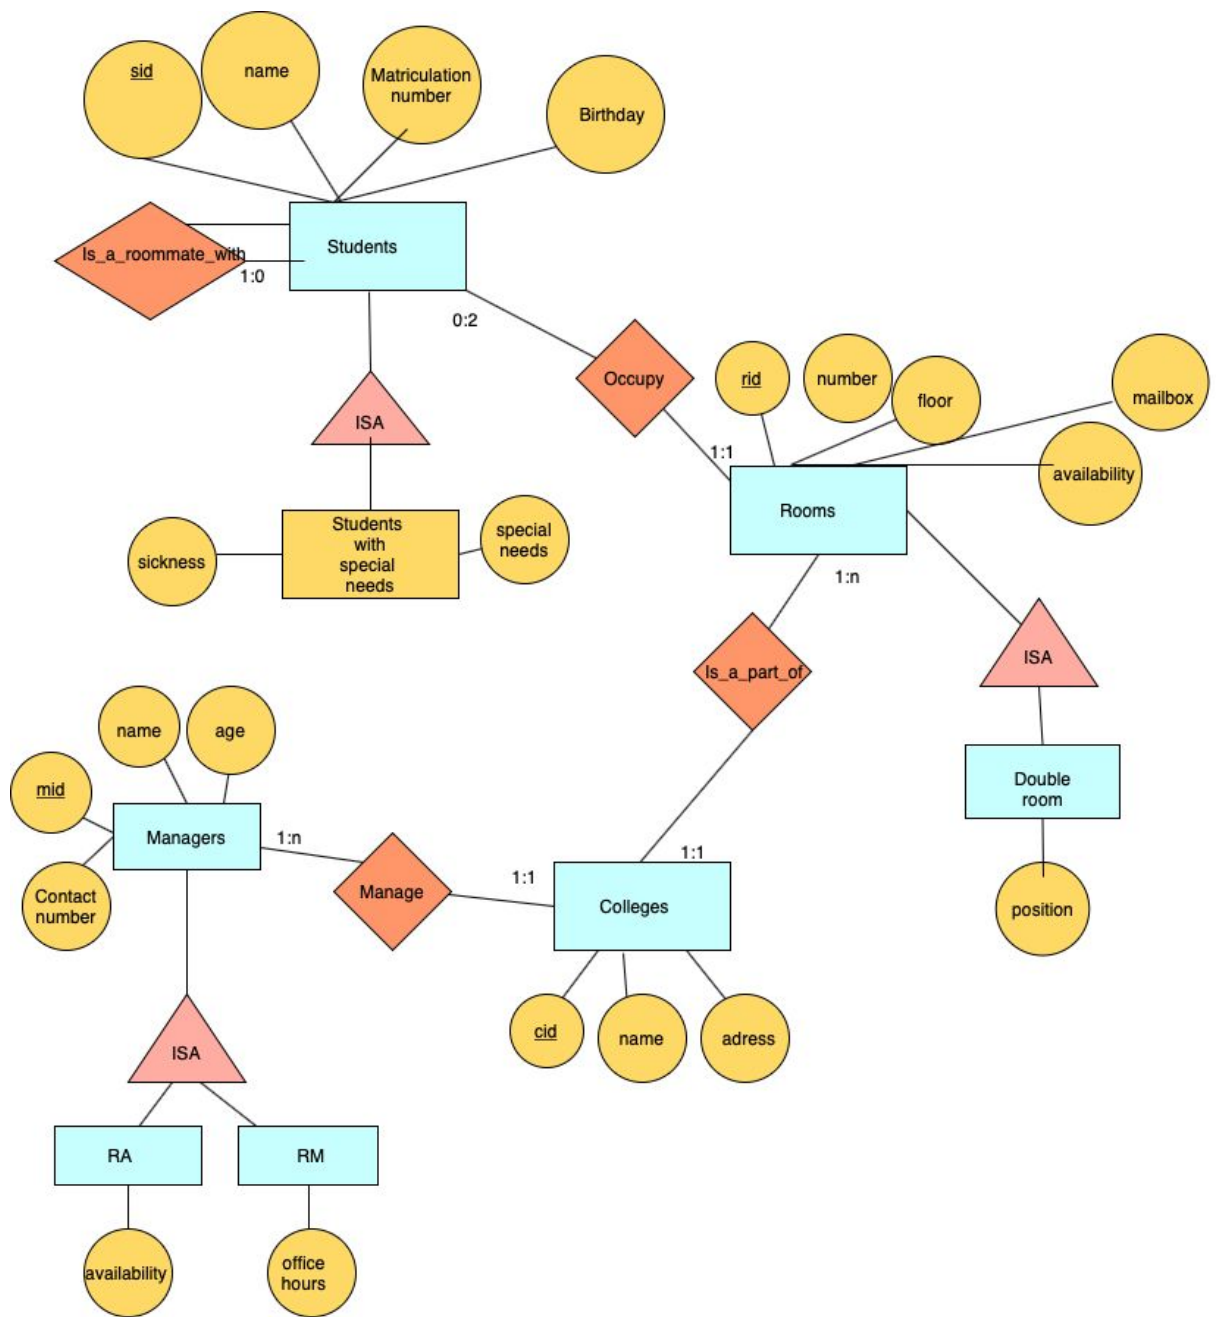 sid
name
Matriculation
number
Birthday
Is_a_roommate_with
Students
1:0
0:2
Occupy
rid
number
floor
mailbox
1:1
availability
ISA
Rooms
Students
with
special
needs
sickness
special
needs
1:n
Is_a_part_of
ISA
name
age
mid
Managers
1:n
Contact
number
Manage
1:1
1:1
Colleges
Double
room
position
cid
name
adress
ISA
RA
RM
availability
office
hours